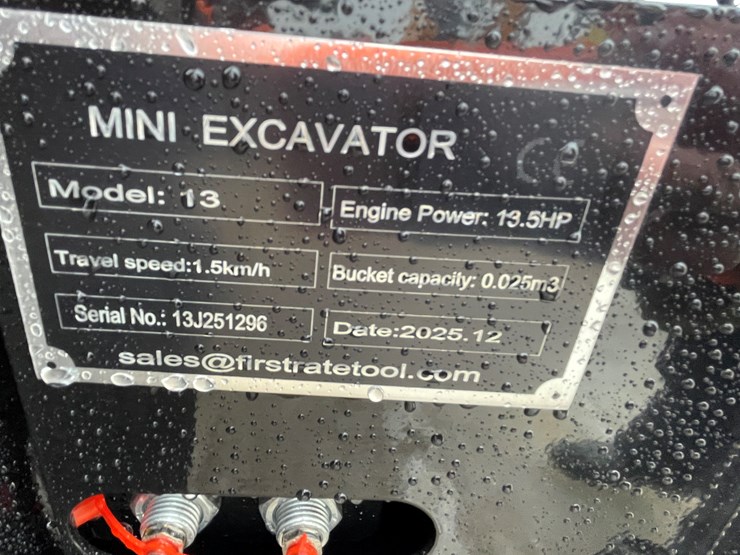 MINI EXCAVATOR
CE
Model: 13
Engine Power: 13.5HP
Travel speed:1.5km/h
Bucket capacity: 0.025m3
Serial No.: 13J251296
Date:2025.12
sales@firstratetool.com